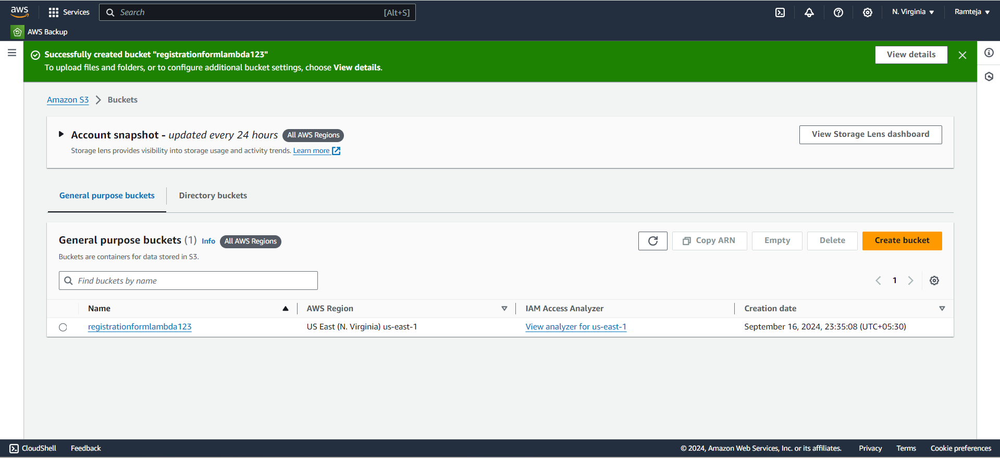 aws Services Search [Alt+S] N. Virginia Ramteja
AWS Backup
Successfully created bucket "registrationformlambda123"
To upload files and folders, or to configure additional bucket settings, choose View details.
View details
Amazon S3 Buckets
Account snapshot - updated every 24 hours All AWS Regions
Storage lens provides visibility into storage usage and activity trends. Learn more
View Storage Lens dashboard
General purpose buckets Directory buckets
General purpose buckets (1) Info All AWS Regions
Buckets are containers for data stored in S3.
Copy ARN Empty Delete Create bucket
Find buckets by name
1
Name AWS Region IAM Access Analyzer Creation date
registrationformlambda123 US East (N. Virginia) us-east-1 View analyzer for us-east-1 September 16, 2024, 23:35:08 (UTC+05:30)
CloudShell Feedback © 2024, Amazon Web Services, Inc. or its affiliates. Privacy Terms Cookie preferences